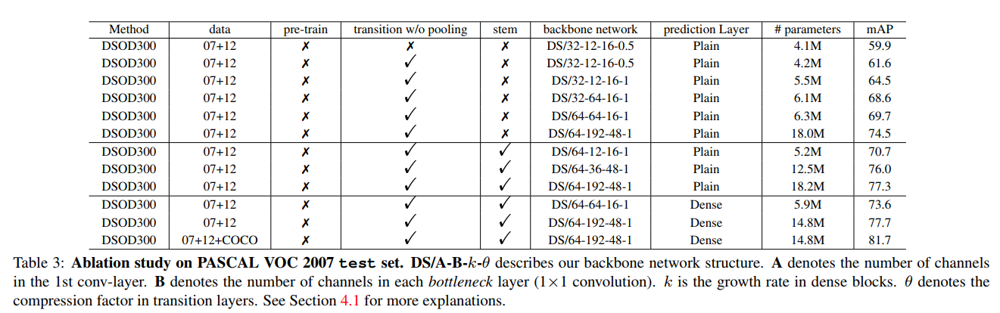 Method data pre-train transition w/o pooling stem backbone network prediction Layer # parameters mAP
DSOD300 07+12 ✗ ✗ ✗ DS/32-12-16-0.5 Plain 4.1M 59.9
DSOD300 07+12 ✗ ✓ ✗ DS/32-12-16-0.5 Plain 4.2M 61.6
DSOD300 07+12 ✗ ✓ ✗ DS/32-12-16-1 Plain 5.5M 64.5
DSOD300 07+12 ✗ ✓ ✗ DS/32-64-16-1 Plain 6.1M 68.6
DSOD300 07+12 ✗ ✓ ✗ DS/64-64-16-1 Plain 6.3M 69.7
DSOD300 07+12 ✗ ✓ ✗ DS/64-192-48-1 Plain 18.0M 74.5
DSOD300 07+12 ✗ ✓ ✓ DS/64-12-16-1 Plain 5.2M 70.7
DSOD300 07+12 ✗ ✓ ✓ DS/64-36-48-1 Plain 12.5M 76.0
DSOD300 07+12 ✗ ✓ ✓ DS/64-192-48-1 Plain 18.2M 77.3
DSOD300 07+12 ✗ ✓ ✓ DS/64-64-16-1 Dense 5.9M 73.6
DSOD300 07+12 ✗ ✓ ✓ DS/64-192-48-1 Dense 14.8M 77.7
DSOD300 07+12+COCO ✗ ✓ ✓ DS/64-192-48-1 Dense 14.8M 81.7
Table 3: Ablation study on PASCAL VOC 2007 test set. DS/A-B-k-θ describes our backbone network structure. A denotes the number of channels
in the 1st conv-layer. B denotes the number of channels in each bottleneck layer (1×1 convolution). k is the growth rate in dense blocks. θ denotes the
compression factor in transition layers. See Section 4.1 for more explanations.